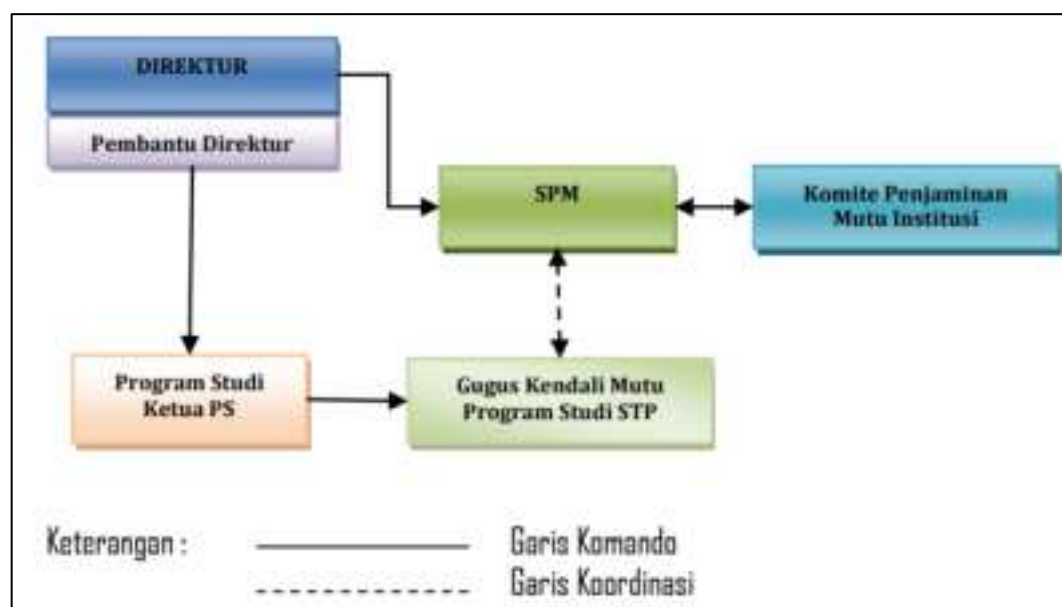 DIREKTUR
Pembantu Direktur
SPM
Komite Penjaminan
Mutu Institusi
Program Studi
Ketua PS
Gugus Kendali Mutu
Program Studi STP
Keterangan :
Garis Komando
Garis Koordinasi